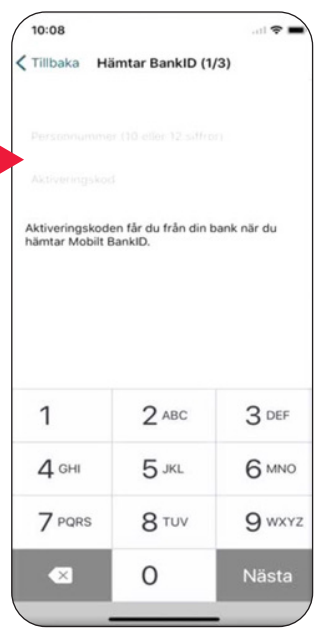 10:08
Tillbaka Hämtar BankID (1/3)
Personnummer (10 eller 12 siffror)
Aktiveringskod
Aktiveringskoden får du från din bank när du
hämtar Mobilt BankID.
1 2 ABC 3 DEF
4 GHI 5 JKL 6 MNO
7 PQRS 8 TUV 9 WXYZ
0 Nästa